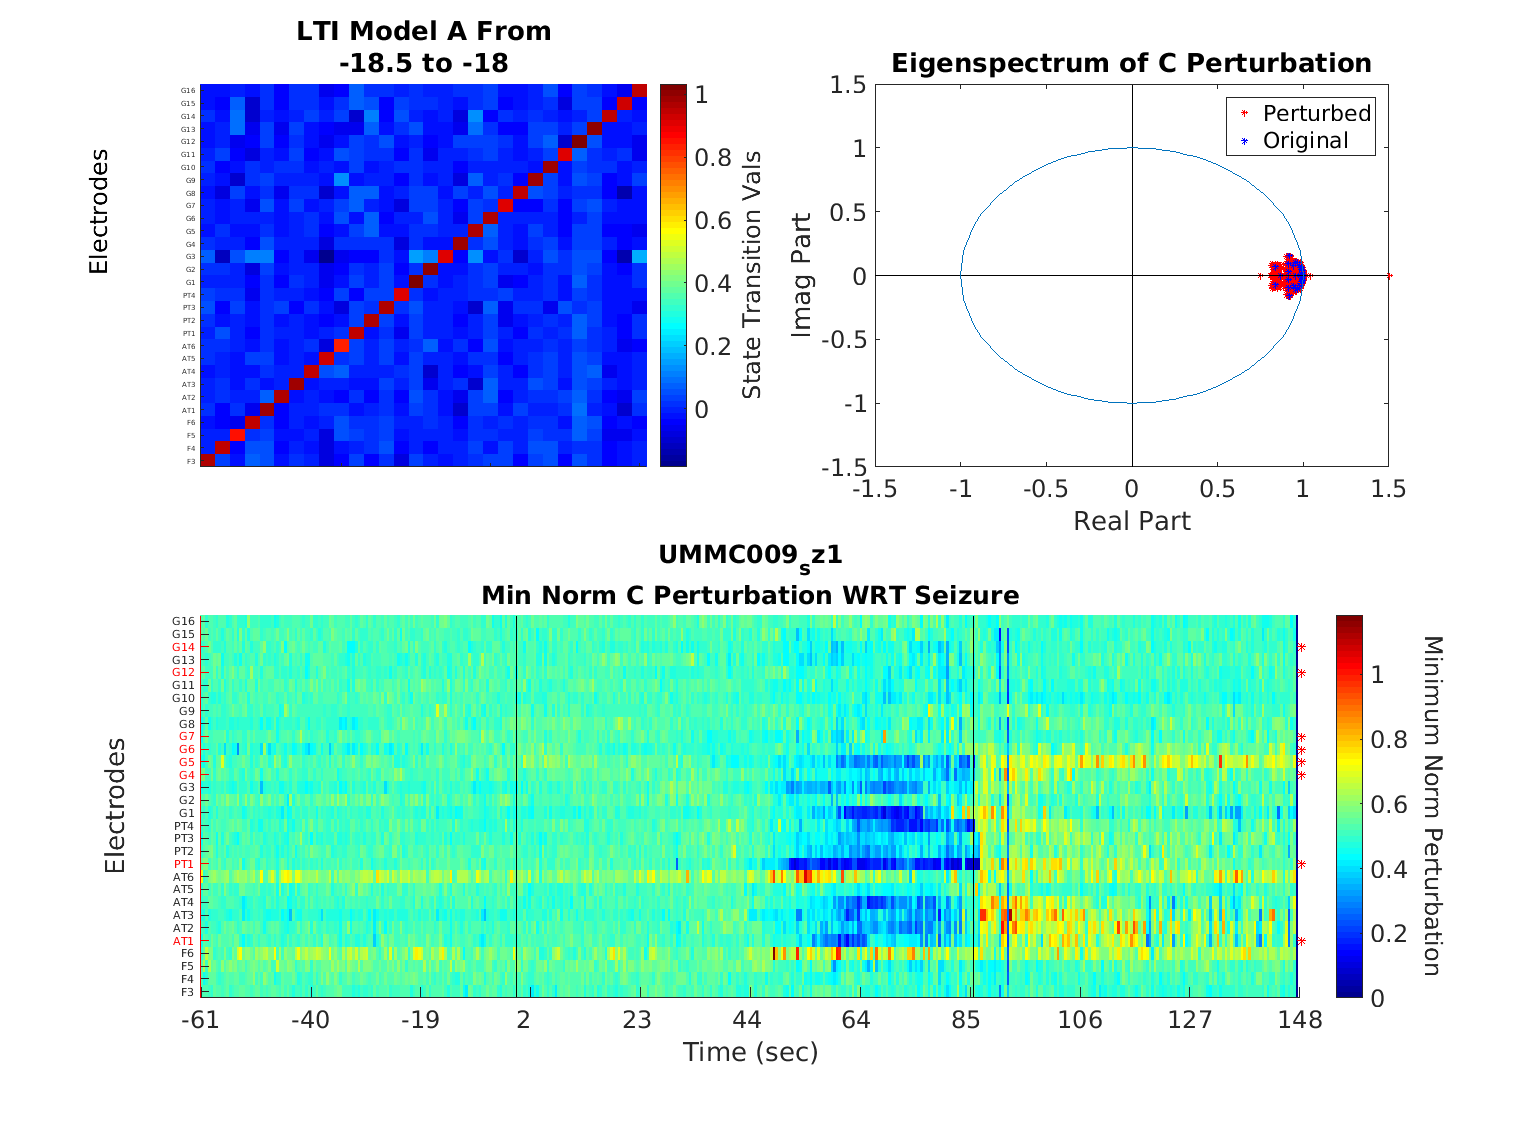 LTI Model A From
-18.5 to -18
Electrodes
G16
G15
G14
G13
G12
G11
G10
G9
G8
G7
G6
G5
G4
G3
G2
G1
PT4
PT3
PT2
PT1
AT6
AT5
AT4
AT3
AT2
AT1
F6
F5
F4
F3
1
0.8
0.6
0.4
0.2
0
State Transition Vals
Eigenspectrum of C Perturbation
Perturbed
Original
1.5
1
0.5
0
-0.5
-1
-1.5
Imag Part
-1.5 -1 -0.5 0 0.5 1 1.5
Real Part
UMMC009sz1
Min Norm C Perturbation WRT Seizure
Electrodes
G16
G15
G14
G13
G12
G11
G10
G9
G8
G7
G6
G5
G4
G3
G2
G1
PT4
PT3
PT2
PT1
AT6
AT5
AT4
AT3
AT2
AT1
F6
F5
F4
F3
-61 -40 -19 2 23 44 64 85 106 127 148
Time (sec)
1
0.8
0.6
0.4
0.2
0
Minimum Norm Perturbation